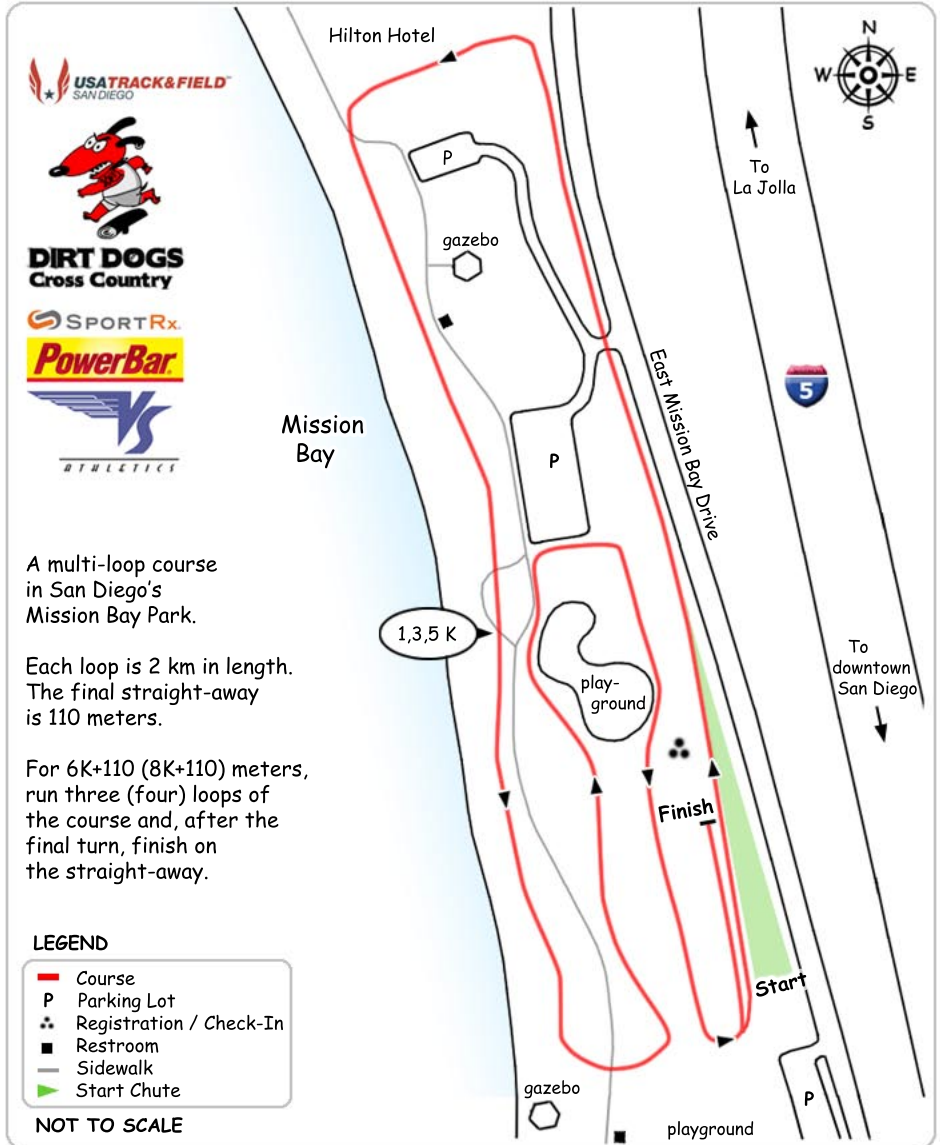 Hilton Hotel
N
W
E
S
USATRACK&FIELD™
SAN DIEGO
To
La Jolla
P
gazebo
DIRT DOGS
Cross Country
SPORTRX.
PowerBar
VS
ATHLETICS
5
East Mission Bay Drive
Mission
Bay
P
A multi-loop course
in San Diego's
Mission Bay Park.
1,3,5 K
To
downtown
San Diego
Each loop is 2 km in length.
The final straight-away
is 110 meters.
play-
ground
For 6K+110 (8K+110) meters,
run three (four) loops of
the course and, after the
final turn, finish on
the straight-away.
Finish
Start
LEGEND
Course
P Parking Lot
Registration / Check-In
Restroom
Sidewalk
Start Chute
NOT TO SCALE
gazebo
playground
P